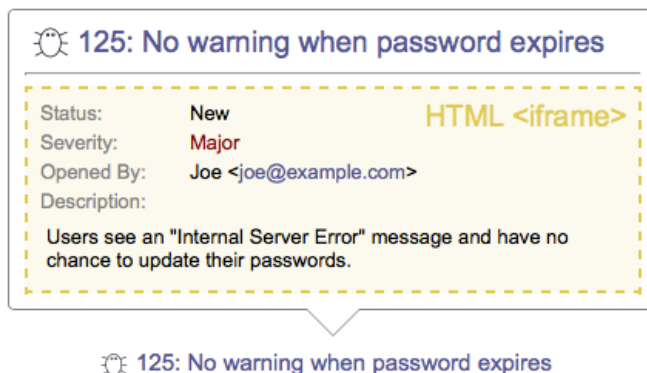 125: No warning when password expires
HTML <iframe>
Status: New
Severity: Major
Opened By: Joe <joe@example.com>
Description:
Users see an "Internal Server Error" message and have no
chance to update their passwords.
125: No warning when password expires